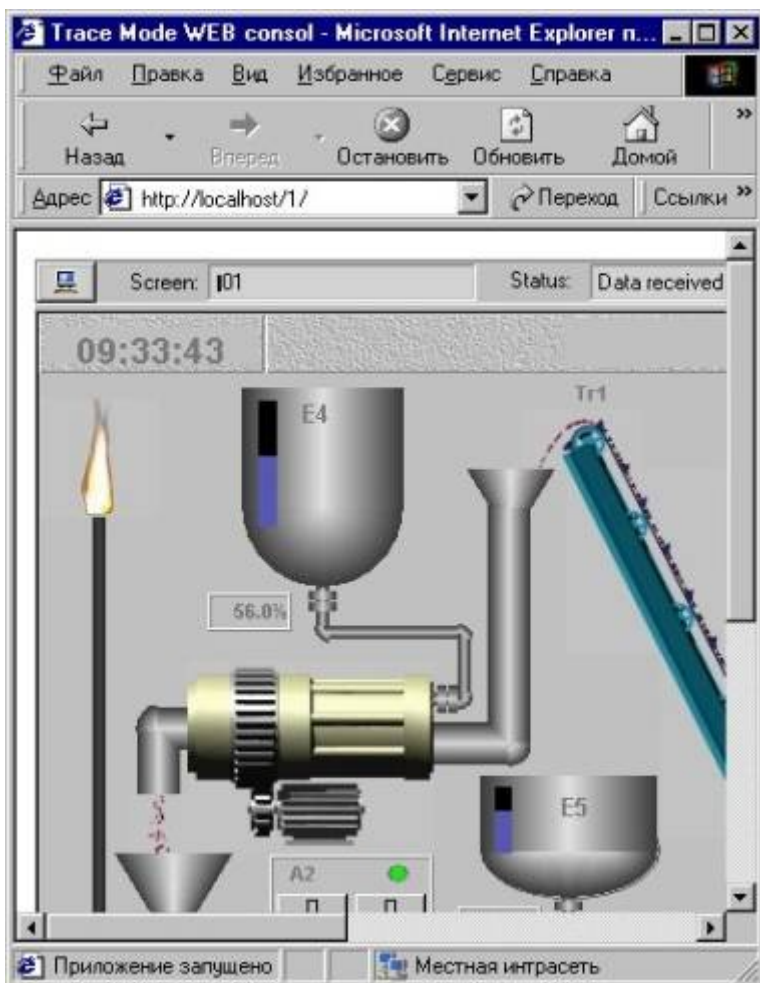 Trace Mode WEB consol - Microsoft Internet Explorer п...
Файл Правка Вид Избранное Сервис Справка
Назад Вперед Остановить Обновить Домой »
Адрес http://localhost/1/ Переход Ссылки »
Screen: 01 Status: Data received
09:33:43
Tr1
E4
56.0%
E5
A2
П П
Приложение запущено Местная интрасеть